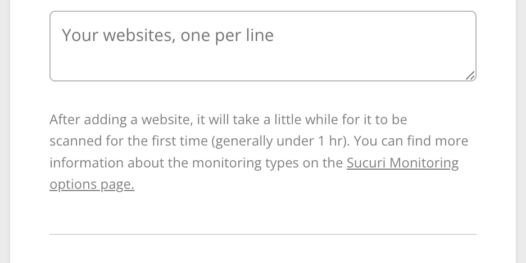 Your websites, one per line
After adding a website, it will take a little while for it to be
scanned for the first time (generally under 1 hr). You can find more
information about the monitoring types on the Sucuri Monitoring
options page.